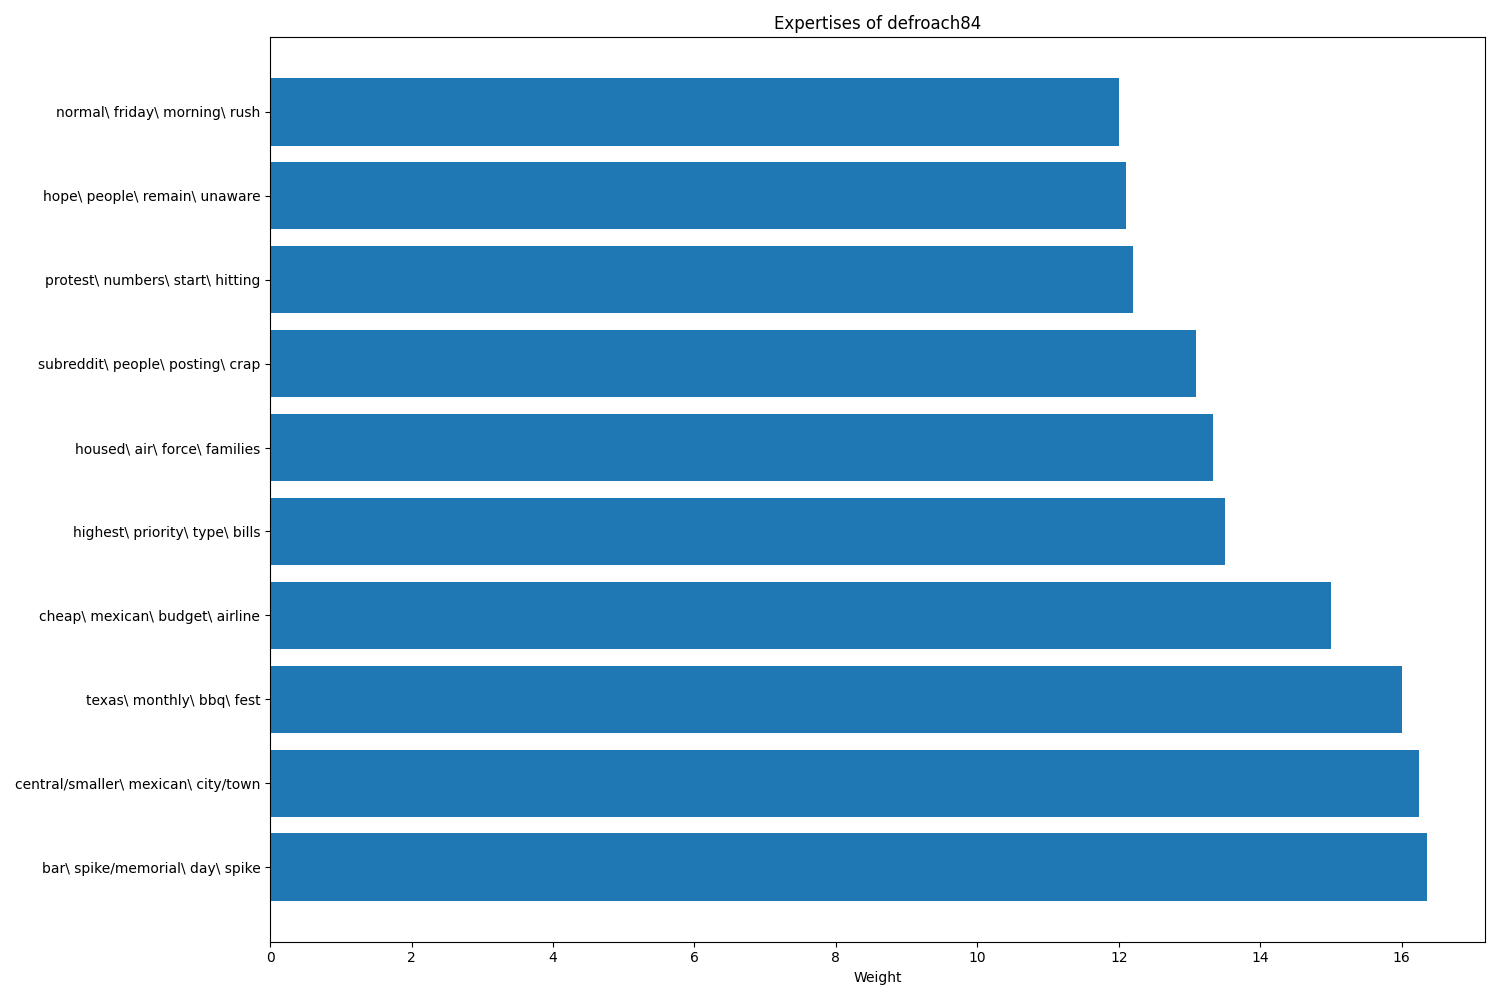 Expertises of defroach84
normal\ friday\ morning\ rush
hope\ people\ remain\ unaware
protest\ numbers\ start\ hitting
subreddit\ people\ posting\ crap
housed\ air\ force\ families
highest\ priority\ type\ bills
cheap\ mexican\ budget\ airline
texas\ monthly\ bbq\ fest
central/smaller\ mexican\ city/town
bar\ spike/memorial\ day\ spike
0 2 4 6 8 10 12 14 16
Weight